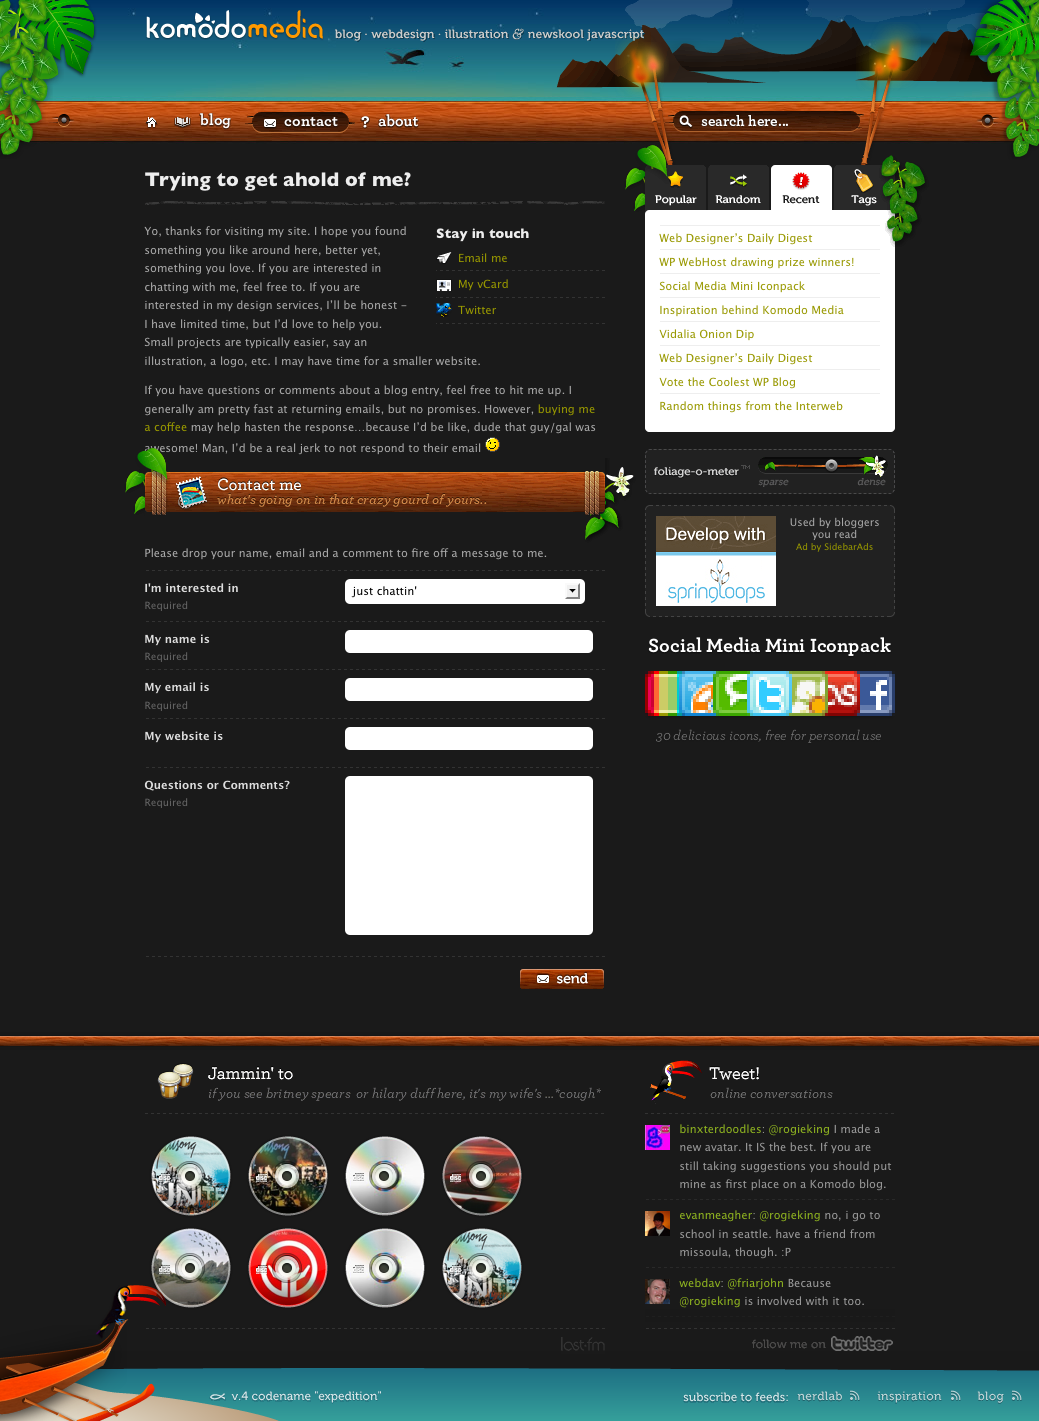 komodomedia
blog · webdesign · illustration & newskool javascript
blog
contact
? about
search here...
Trying to get ahold of me?
Yo, thanks for visiting my site. I hope you found
something you like around here, better yet,
something you love. If you are interested in
chatting with me, feel free to. If you are
interested in my design services, I'll be honest –
I have limited time, but I'd love to help you.
Small projects are typically easier, say an
illustration, a logo, etc. I may have time for a smaller website.
Stay in touch
Email me
My vCard
Twitter
If you have questions or comments about a blog entry, feel free to hit me up. I
generally am pretty fast at returning emails, but no promises. However, buying me
a coffee may help hasten the response...because I'd be like, dude that guy/gal was
awesome! Man, I'd be a real jerk to not respond to their email
Contact me
what's going on in that crazy gourd of yours..
Please drop your name, email and a comment to fire off a message to me.
I'm interested in
Required
just chattin'
My name is
Required
My email is
Required
My website is
Questions or Comments?
Required
send
Popular
Random
Recent
Tags
Web Designer's Daily Digest
WP WebHost drawing prize winners!
Social Media Mini Iconpack
Inspiration behind Komodo Media
Vidalia Onion Dip
Web Designer's Daily Digest
Vote the Coolest WP Blog
Random things from the Interweb
foliage-o-meter™
sparse
dense
Develop with
springloops
Used by bloggers
you read
Ad by SidebarAds
Social Media Mini Iconpack
30 delicious icons, free for personal use
Jammin' to
if you see britney spears or hilary duff here, it's my wife's ...*cough*
last·fm
Tweet!
online conversations
binxterdoodles: @rogieking I made a
new avatar. It IS the best. If you are
still taking suggestions you should put
mine as first place on a Komodo blog.
evanmeagher: @rogieking no, i go to
school in seattle. have a friend from
missoula, though. :P
webdav: @friarjohn Because
@rogieking is involved with it too.
follow me on twitter
v.4 codename "expedition"
subscribe to feeds:
nerdlab
inspiration
blog